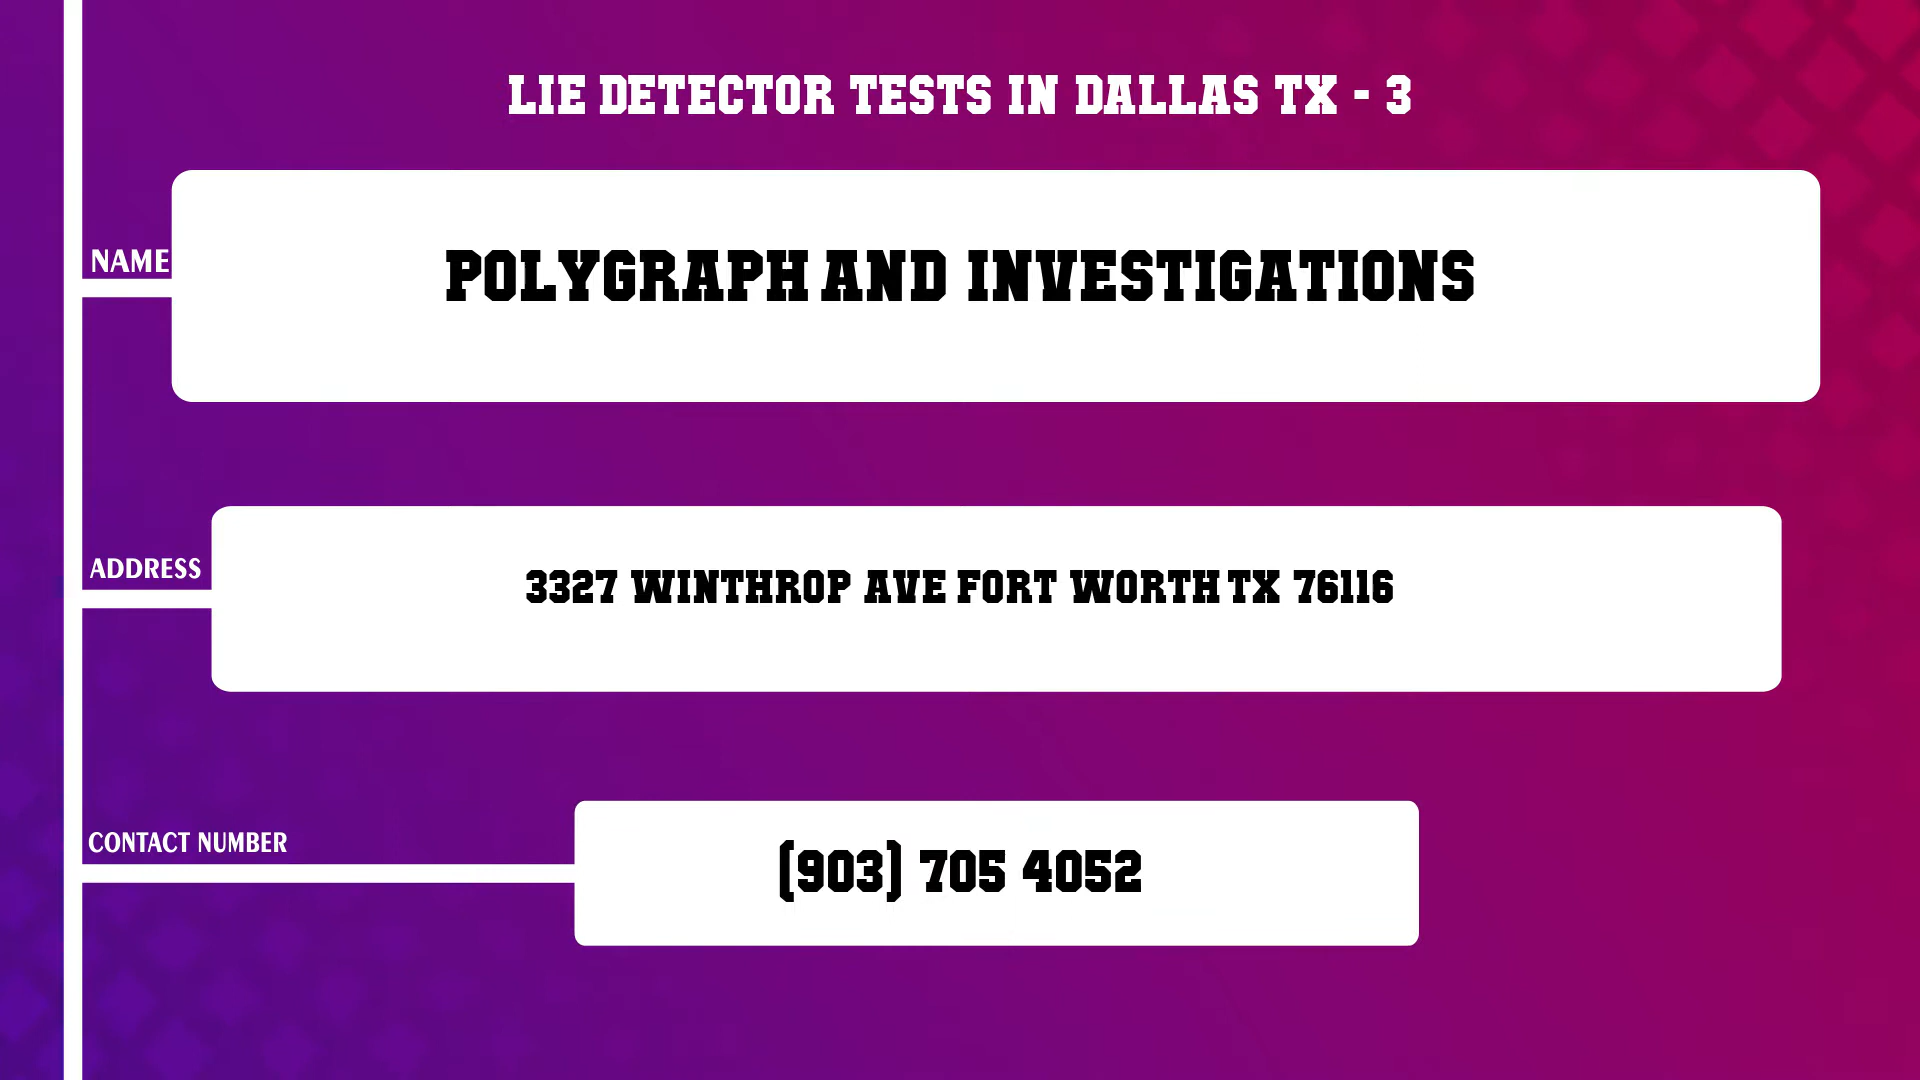 LIE DETECTOR TESTS IN DALLAS TX - 3
NAME
POLYGRAPH AND INVESTIGATIONS
ADDRESS
3327 WINTHROP AVE FORT WORTH TX 76116
CONTACT NUMBER
(903) 705 4052